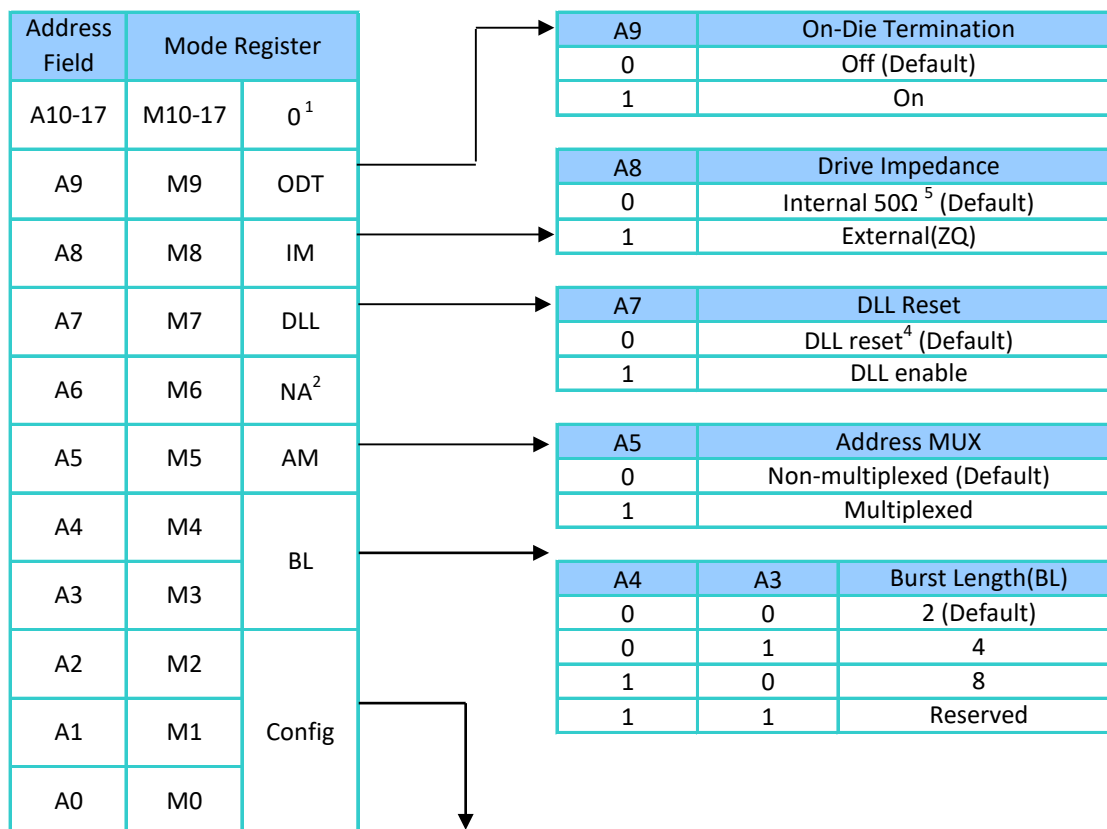 Address Field Mode Register
A10-17 M10-17 0 1
A9 M9 ODT
A8 M8 IM
A7 M7 DLL
A6 M6 NA2
A5 M5 AM
A4 M4
BL
A3 M3
A2 M2
A1 M1 Config
A0 M0
A9 On-Die Termination
0 Off (Default)
1 On
A8 Drive Impedance
0 Internal 50Ω 5 (Default)
1 External(ZQ)
A7 DLL Reset
0 DLL reset4 (Default)
1 DLL enable
A5 Address MUX
0 Non-multiplexed (Default)
1 Multiplexed
A4 A3 Burst Length(BL)
0 0 2 (Default)
0 1 4
1 0 8
1 1 Reserved